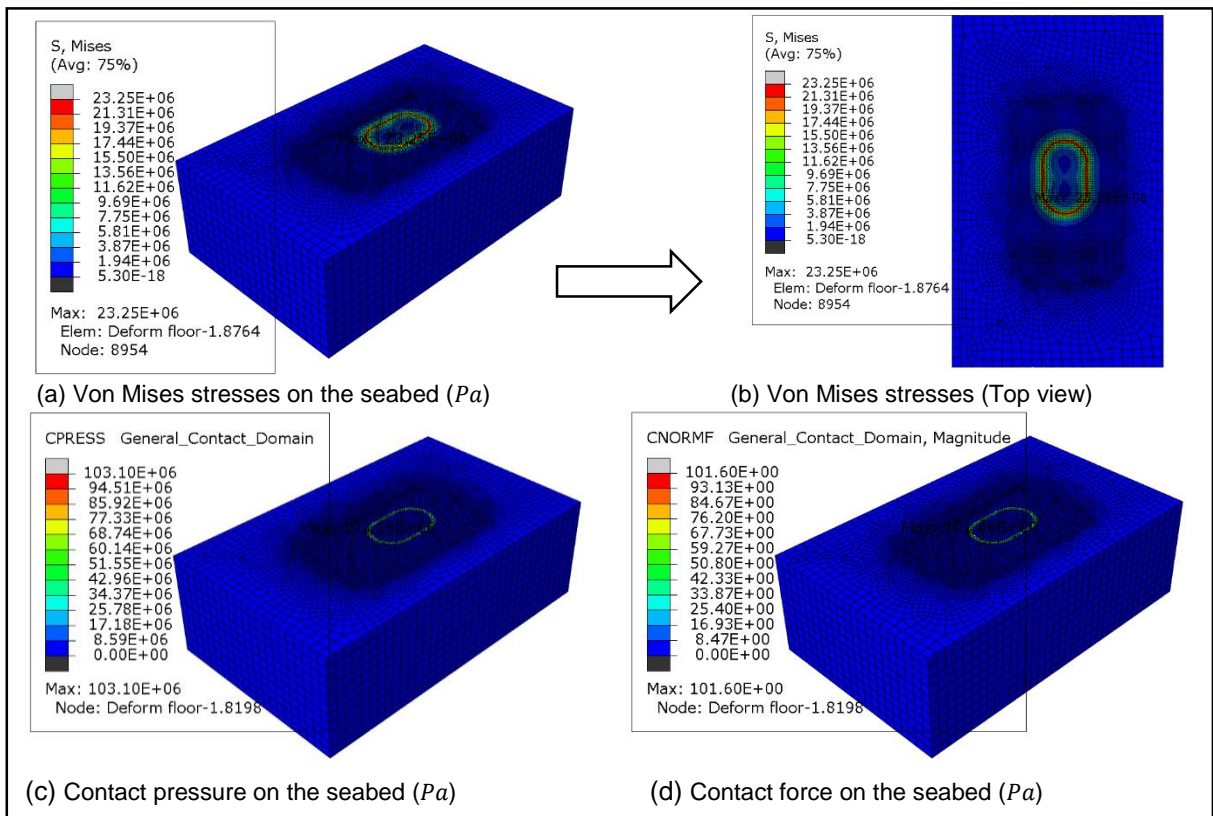 S, Mises
(Avg: 75%)
23.25E+06
21.31E+06
19.37E+06
17.44E+06
15.50E+06
13.56E+06
11.62E+06
9.69E+06
7.75E+06
5.81E+06
3.87E+06
1.94E+06
5.30E-18
Max: 23.25E+06
Elem: Deform floor-1.8764
Node: 8954
(a) Von Mises stresses on the seabed (Pa)
S, Mises
(Avg: 75%)
23.25E+06
21.31E+06
19.37E+06
17.44E+06
15.50E+06
13.56E+06
11.62E+06
9.69E+06
7.75E+06
5.81E+06
3.87E+06
1.94E+06
5.30E-18
Max: 23.25E+06
Elem: Deform floor-1.8764
Node: 8954
(b) Von Mises stresses (Top view)
CPRESS General_Contact_Domain
103.10E+06
94.51E+06
85.92E+06
77.33E+06
68.74E+06
60.14E+06
51.55E+06
42.96E+06
34.37E+06
25.78E+06
17.18E+06
8.59E+06
0.00E+00
Max: 103.10E+06
Node: Deform floor-1.8198
(c) Contact pressure on the seabed (Pa)
CNORMF General_Contact_Domain, Magnitude
101.60E+00
93.13E+00
84.67E+00
76.20E+00
67.73E+00
59.27E+00
50.80E+00
42.33E+00
33.87E+00
25.40E+00
16.93E+00
8.47E+00
0.00E+00
Max: 101.60E+00
Node: Deform floor-1.8198
(d) Contact force on the seabed (Pa)